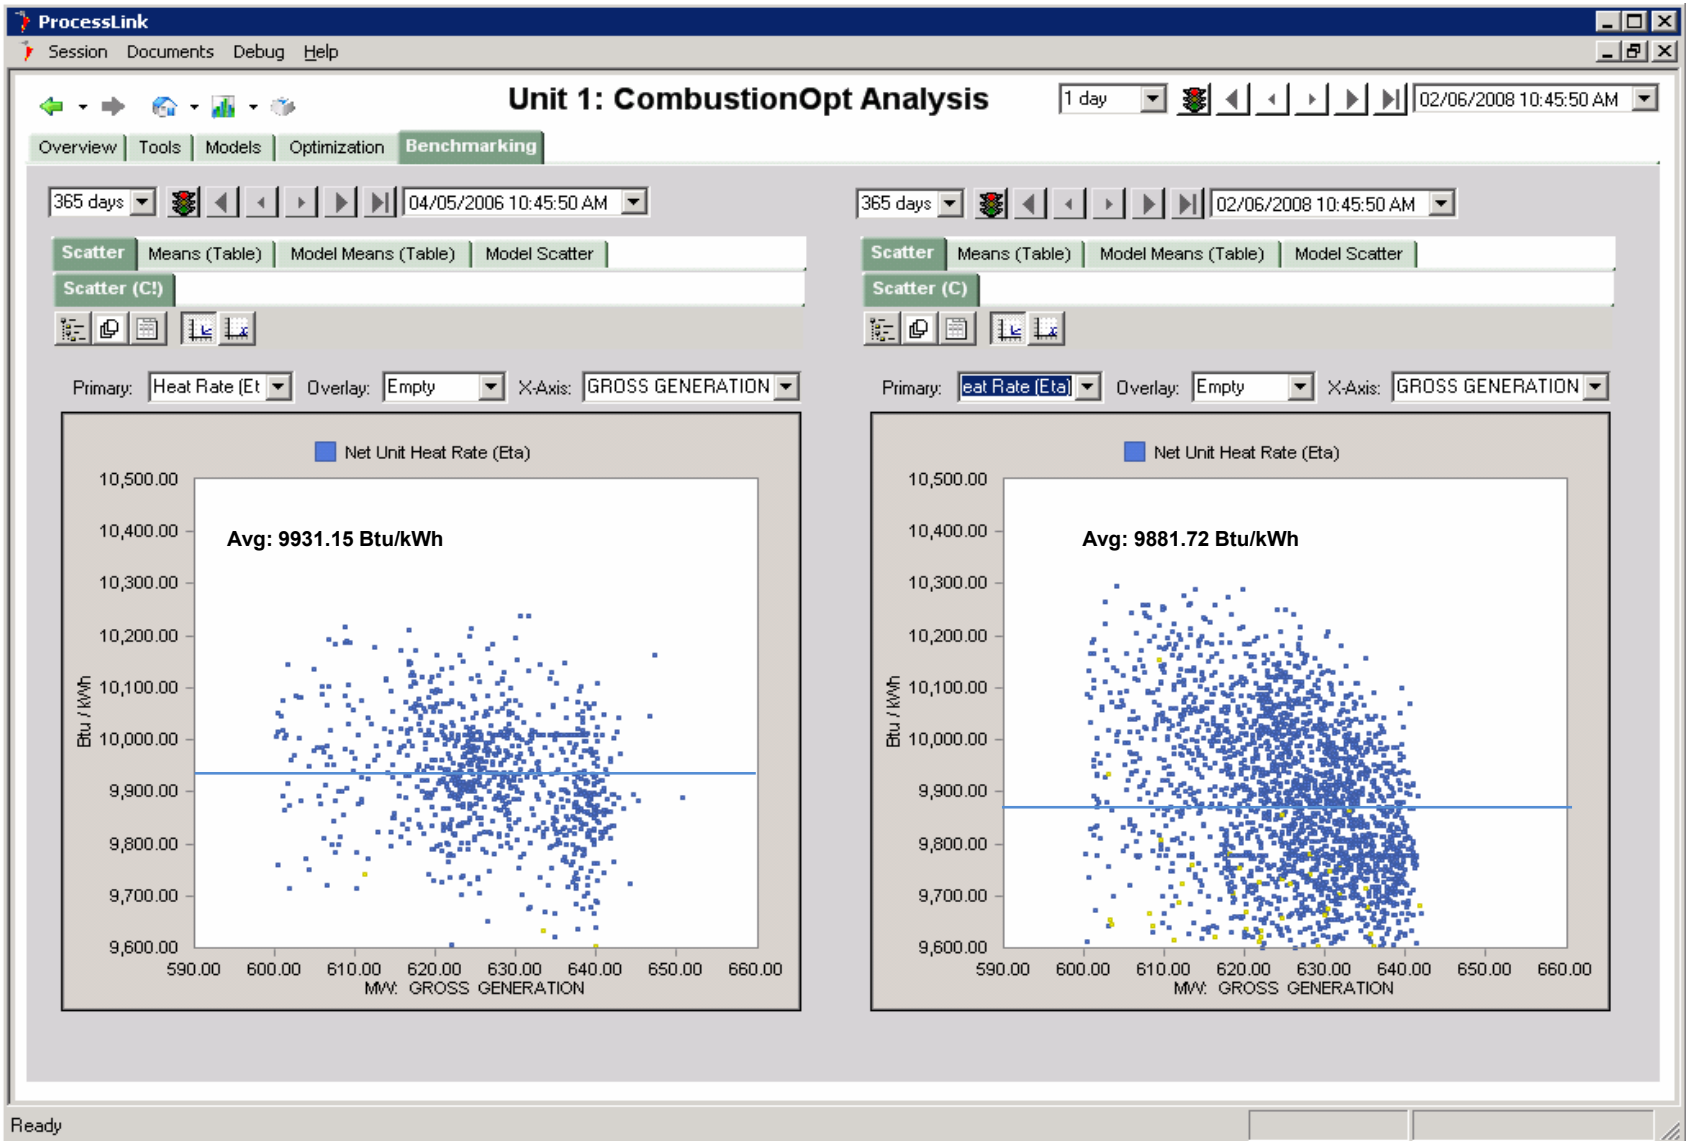 ProcessLink
Session Documents Debug Help
Unit 1: CombustionOpt Analysis
1 day
02/06/2008 10:45:50 AM
Overview Tools Models Optimization Benchmarking
365 days
04/05/2006 10:45:50 AM
365 days
02/06/2008 10:45:50 AM
Scatter Means (Table) Model Means (Table) Model Scatter
Scatter (C!)
Scatter Means (Table) Model Means (Table) Model Scatter
Scatter (C)
Primary: Heat Rate (Et Overlay: Empty X-Axis: GROSS GENERATION
Primary: eat Rate (Eta) Overlay: Empty X-Axis: GROSS GENERATION
Net Unit Heat Rate (Eta)
Avg: 9931.15 Btu/kWh
10,500.00
10,400.00
10,300.00
10,200.00
10,100.00
10,000.00
9,900.00
9,800.00
9,700.00
9,600.00
Btu / kWh
590.00 600.00 610.00 620.00 630.00 640.00 650.00 660.00
MW: GROSS GENERATION
Net Unit Heat Rate (Eta)
Avg: 9881.72 Btu/kWh
10,500.00
10,400.00
10,300.00
10,200.00
10,100.00
10,000.00
9,900.00
9,800.00
9,700.00
9,600.00
Btu / kWh
590.00 600.00 610.00 620.00 630.00 640.00 650.00 660.00
MW: GROSS GENERATION
Ready